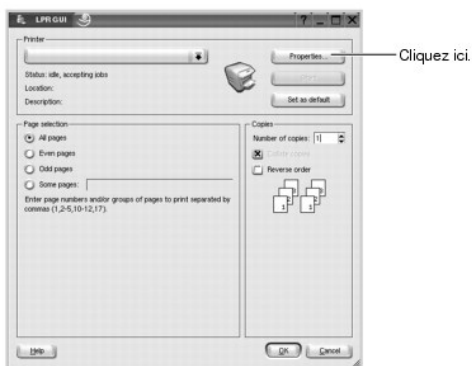 LPR GUI
Printer
Properties...
Status: idle, accepting jobs
Location:
Description:
Set as default
Page selection
All pages
Even pages
Odd pages
Some pages:
Enter page numbers and/or groups of pages to print separated by
commas (1,2-5,10-12,17).
Copies
Number of copies: 1
Collate copies
Reverse order
Help
OK
Cancel
Cliquez ici.